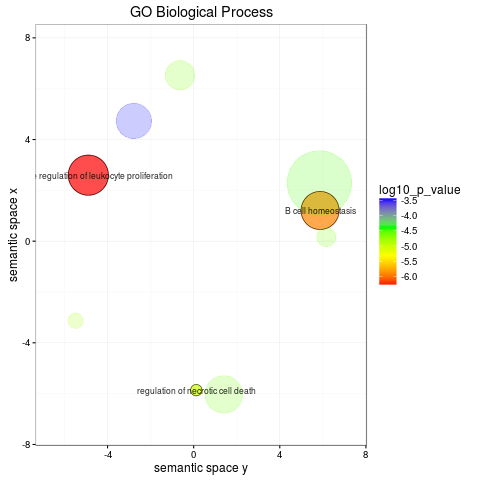 GO Biological Process
8
4
0
-4
-8
-4
0
4
8
semantic space x
semantic space y
regulation of leukocyte proliferation
B cell homeostasis
regulation of necrotic cell death
log10_p_value
-3.5
-4.0
-4.5
-5.0
-5.5
-6.0